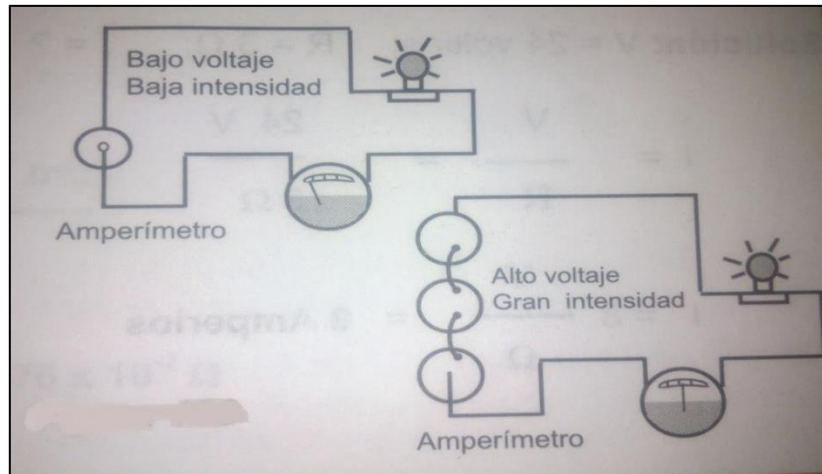 Bajo voltaje
Baja intensidad
Amperímetro
Alto voltaje
Gran intensidad
Amperímetro